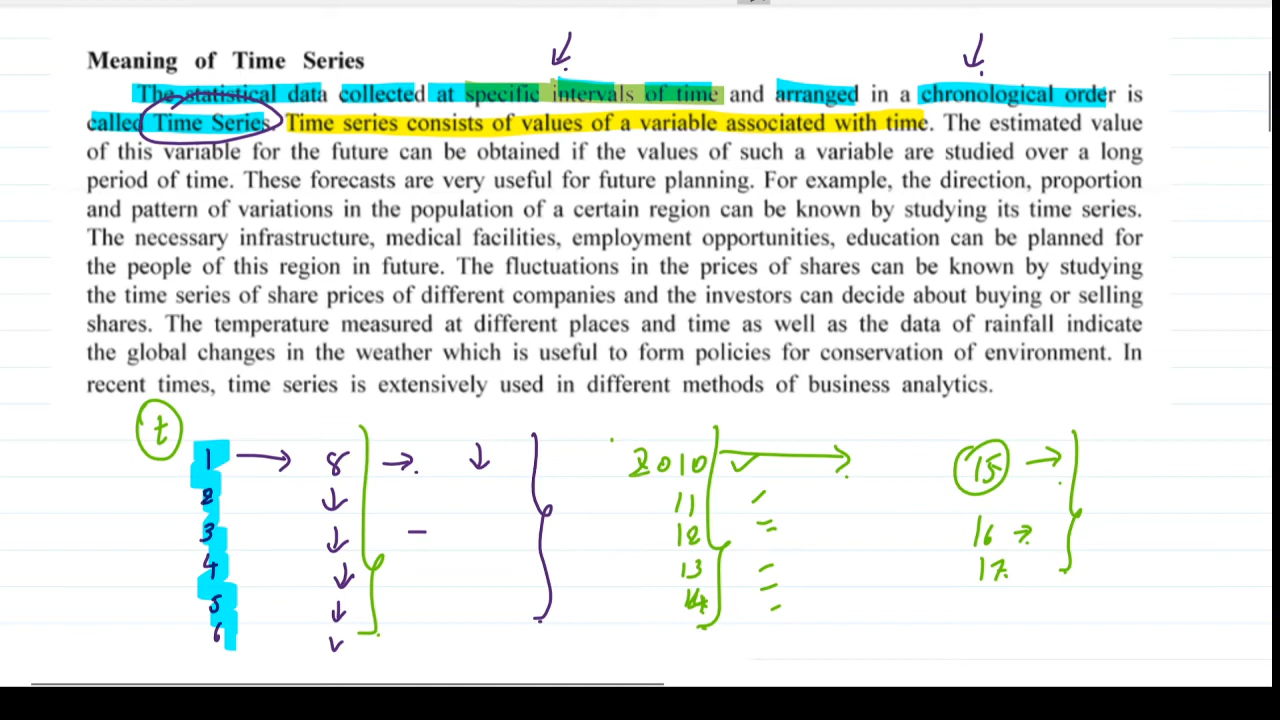 Meaning of Time Series
The statistical data collected at specific intervals of time and arranged in a chronological order is
called Time Series. Time series consists of values of a variable associated with time. The estimated value
of this variable for the future can be obtained if the values of such a variable are studied over a long
period of time. These forecasts are very useful for future planning. For example, the direction, proportion
and pattern of variations in the population of a certain region can be known by studying its time series.
The necessary infrastructure, medical facilities, employment opportunities, education can be planned for
the people of this region in future. The fluctuations in the prices of shares can be known by studying
the time series of share prices of different companies and the investors can decide about buying or selling
shares. The temperature measured at different places and time as well as the data of rainfall indicate
the global changes in the weather which is useful to form policies for conservation of environment. In
recent times, time series is extensively used in different methods of business analytics.
t
1 → 8 → ↓ 2010 ✓ → 15 →
2 ↓ 11
3 ↓ – 12 = 16 →
4 ↓ 13 17
5 ↓ 14
6